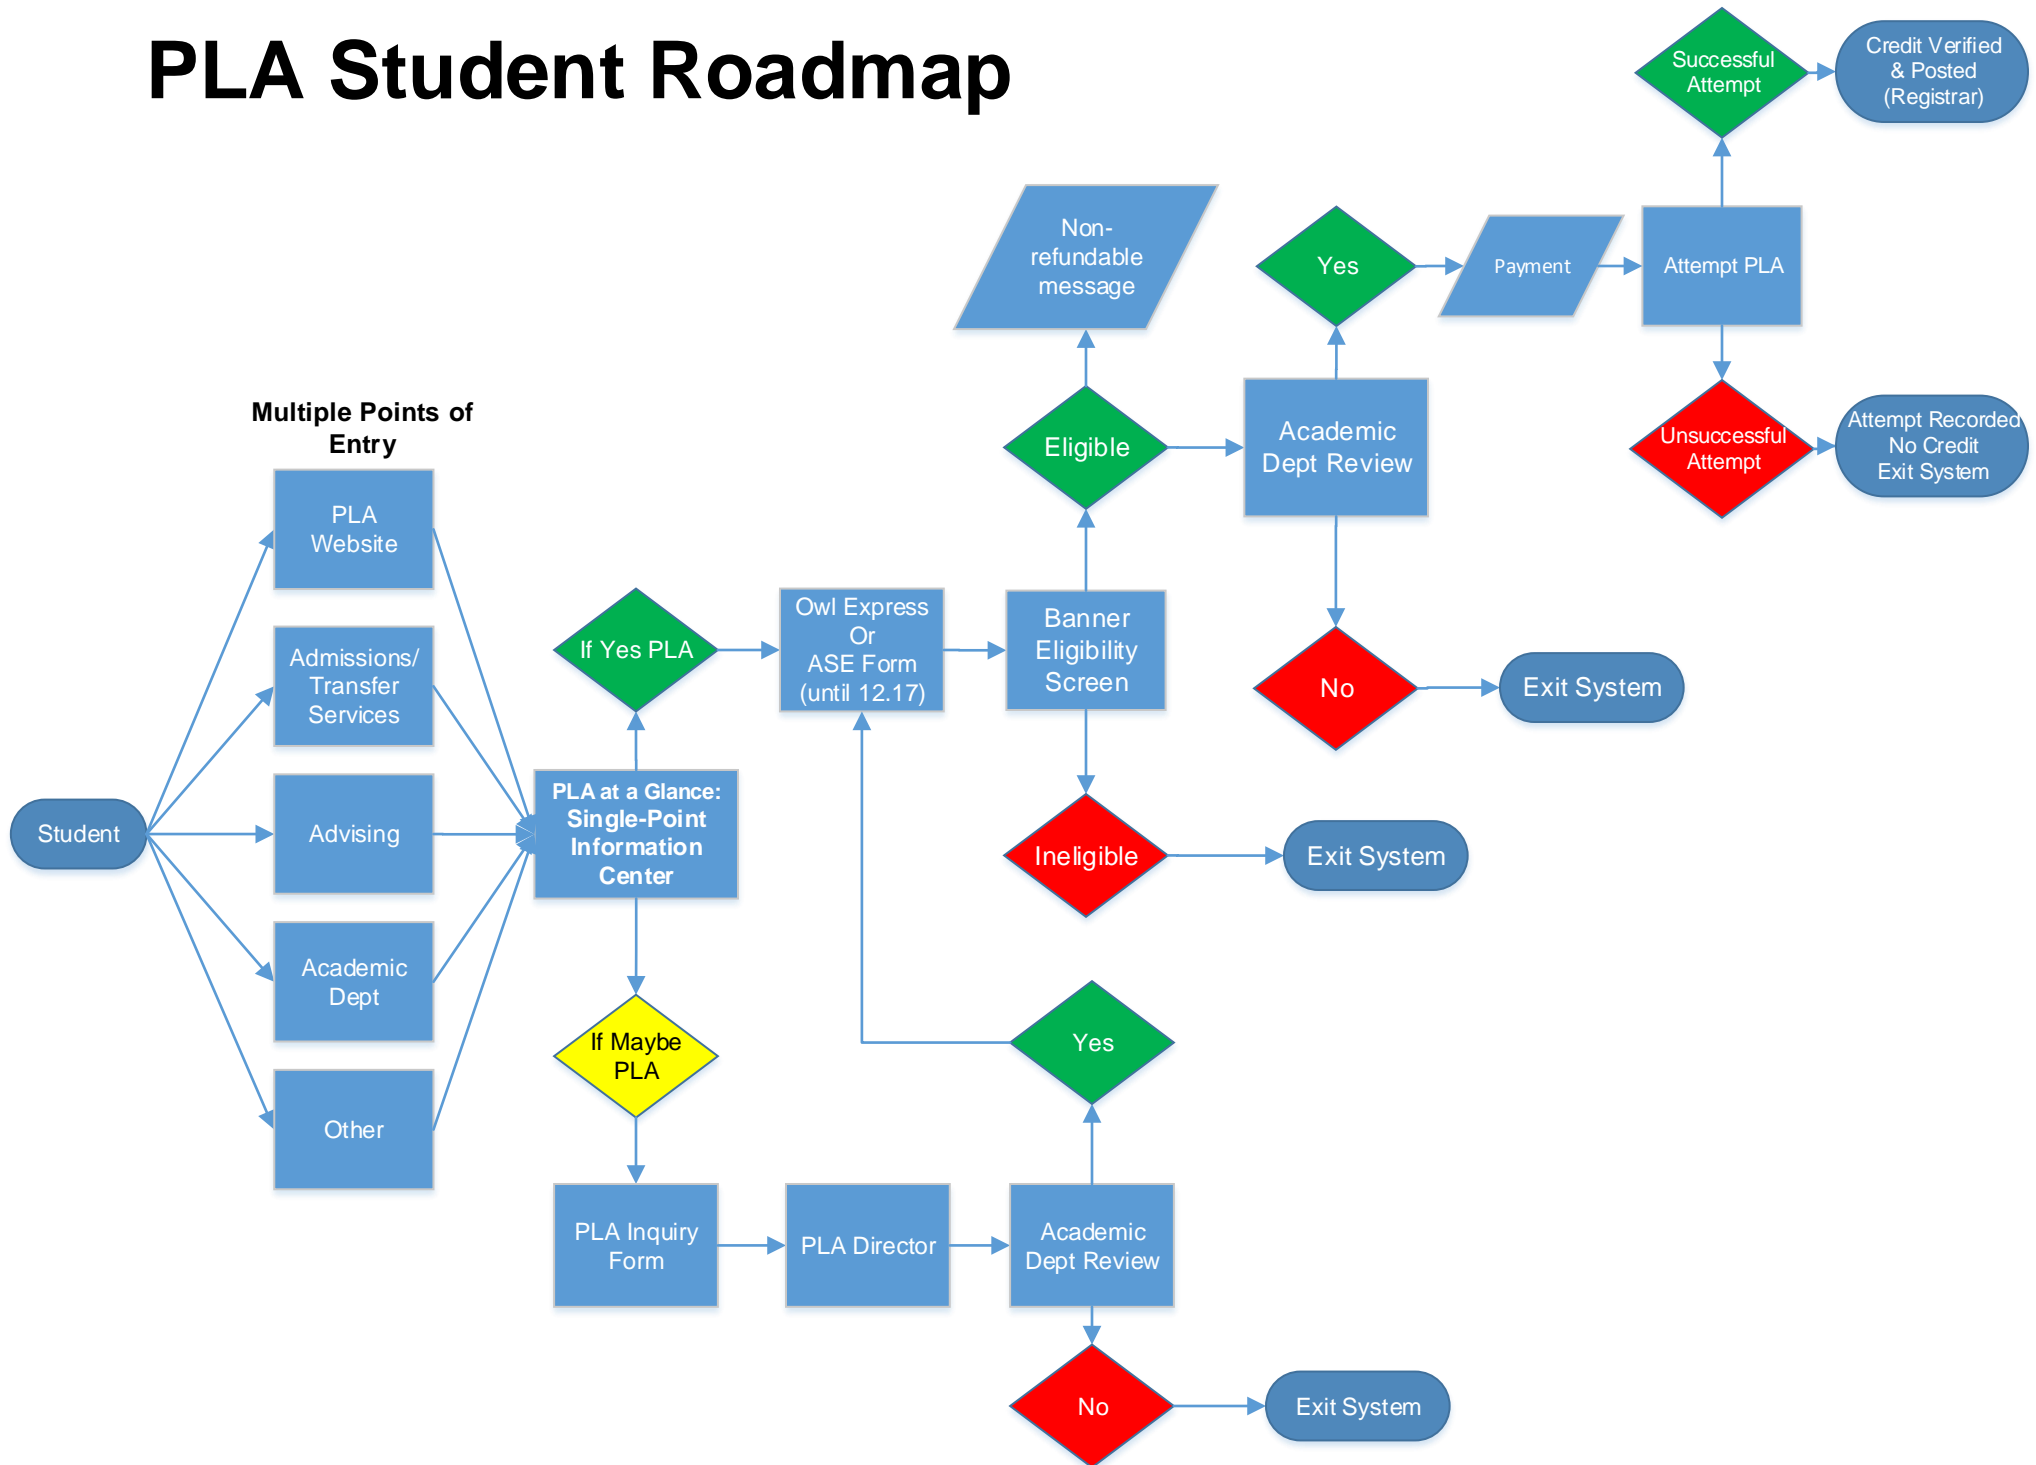 PLA Student Roadmap
Successful
Attempt
Credit Verified
& Posted
(Registrar)
Non-
refundable
message
Yes
Payment
Attempt PLA
Multiple Points of
Entry
Eligible
Academic
Dept Review
Unsuccessful
Attempt
Attempt Recorded
No Credit
Exit System
PLA
Website
If Yes PLA
Owl Express
Or
ASE Form
(until 12.17)
Banner
Eligibility
Screen
No
Exit System
Admissions/
Transfer
Services
Student
Advising
PLA at a Glance:
Single-Point
Information
Center
Ineligible
Exit System
Academic
Dept
If Maybe
PLA
Yes
Other
PLA Inquiry
Form
PLA Director
Academic
Dept Review
No
Exit System